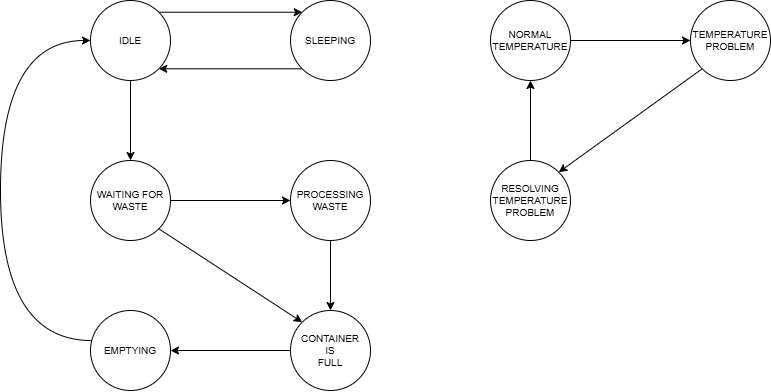 IDLE
SLEEPING
NORMAL
TEMPERATURE
TEMPERATURE
PROBLEM
WAITING FOR
WASTE
PROCESSING
WASTE
RESOLVING
TEMPERATURE
PROBLEM
EMPTYING
CONTAINER
IS
FULL